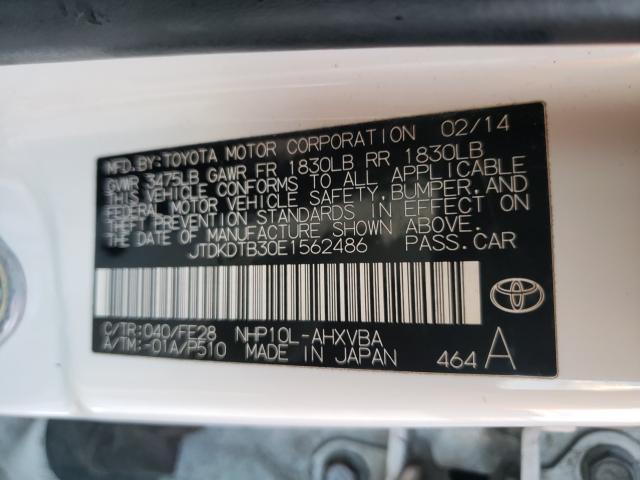 MFD.BY:TOYOTA MOTOR CORPORATION 02/14
GVWR 3475LB GAWR FR 1830LB RR 1830LB
THIS VEHICLE CONFORMS TO ALL APPLICABLE
FEDERAL MOTOR VEHICLE SAFETY,BUMPER,AND
THEFT PREVENTION STANDARDS IN EFFECT ON
THE DATE OF MANUFACTURE SHOWN ABOVE.
JTDKDTB30E1562486 PASS.CAR
C/TR:040/FE28 NHP10L-AHXVBA
A/TM:-01A/P510 MADE IN JAPAN 464 A